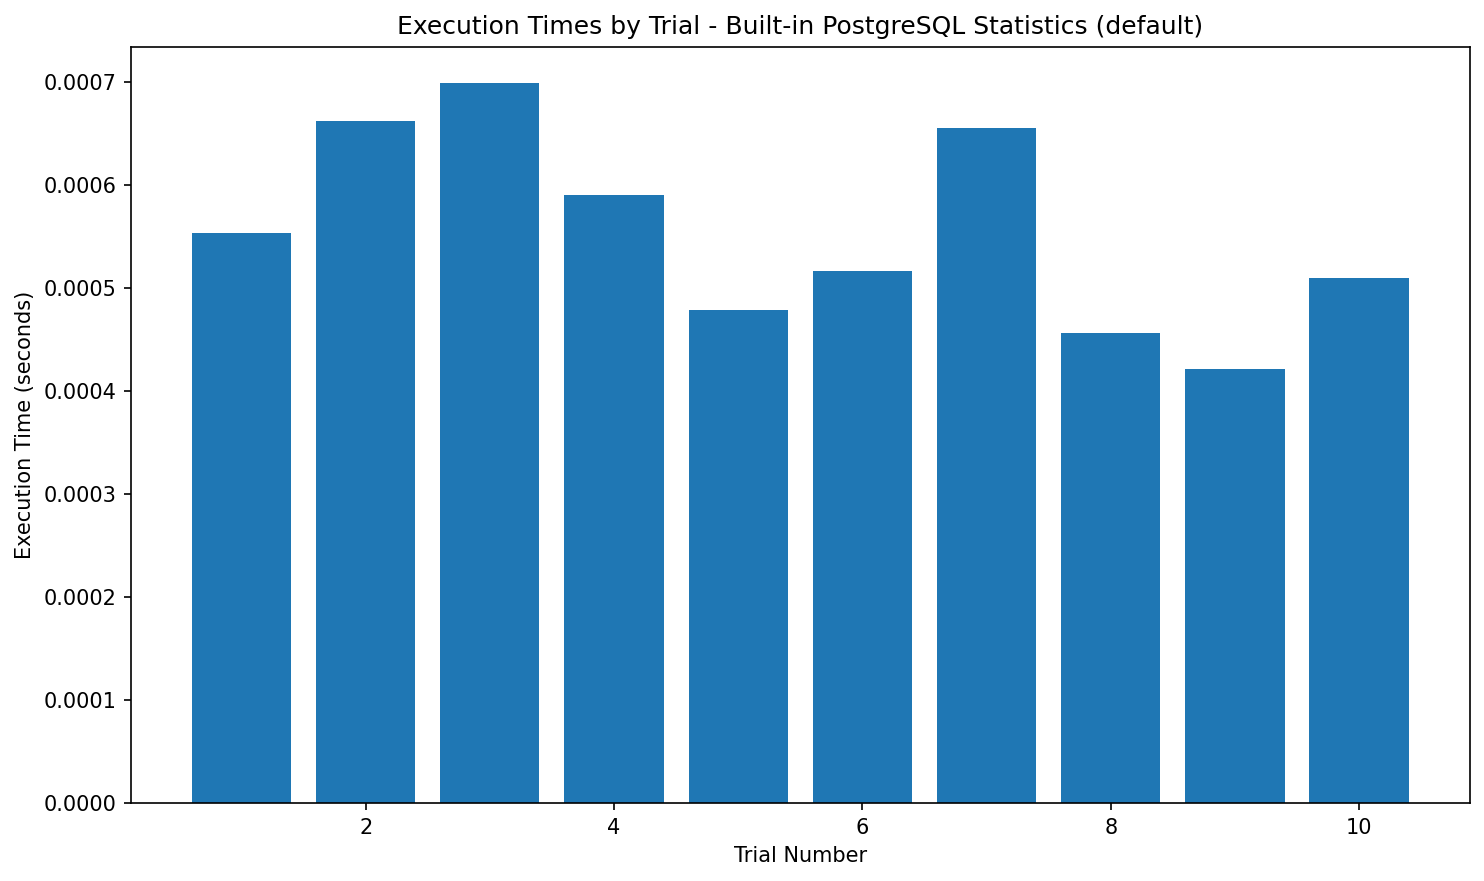 Execution Times by Trial - Built-in PostgreSQL Statistics (default)
Execution Time (seconds)
0.0007
0.0006
0.0005
0.0004
0.0003
0.0002
0.0001
0.0000
2 4 6 8 10
Trial Number